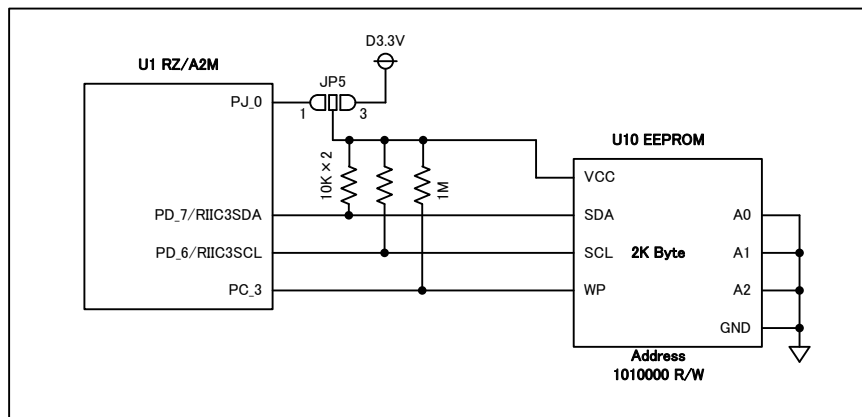 D3.3V
U1 RZ/A2M
JP5
PJ_0
1
3
U10 EEPROM
10K×2
1M
VCC
PD_7/RIIC3SDA
SDA
A0
PD_6/RIIC3SCL
SCL
2K Byte
A1
PC_3
WP
A2
GND
Address
1010000 R/W